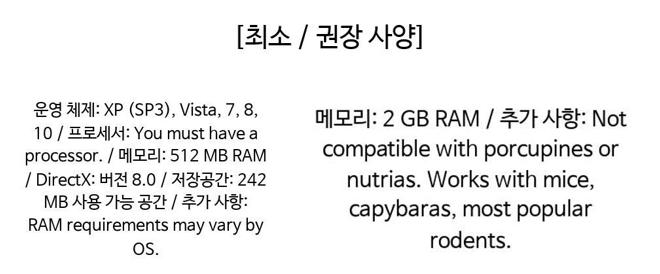 [최소 / 권장 사양]
운영 체제: XP (SP3), Vista, 7, 8,
10 / 프로세서: You must have a
processor. / 메모리: 512 MB RAM
/ DirectX: 버전 8.0 / 저장공간: 242
MB 사용 가능 공간 / 추가 사항:
RAM requirements may vary by
OS.
메모리: 2 GB RAM / 추가 사항: Not
compatible with porcupines or
nutrias. Works with mice,
capybaras, most popular
rodents.